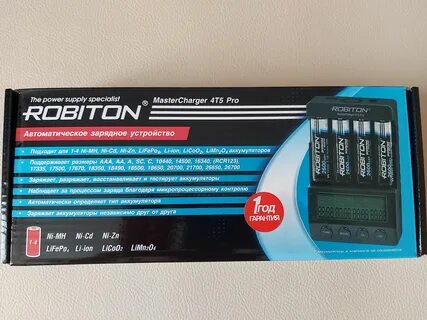 The power supply specialist
ROBITON®
MasterCharger 4T5 Pro
Автоматическое зарядное устройство
• Подходит для 1-4 Ni-MH, Ni-Cd, Ni-Zn, LiFePo₄, Li-ion, LiCoO₂, LiMn₂O₄ аккумуляторов
• Поддерживает размеры AAA, AA, A, SC, C, 10440, 14500, 16340, (RCR123),
17335, 17500, 17670, 18350, 18490, 18500, 18650, 20700, 21700, 22650, 26700
• Заряжает, разряжает, восстанавливает и тестирует аккумуляторы
• Наблюдает за процессом заряда благодаря микропроцессорному контролю
• Автоматически определяет тип аккумулятора
• Заряжает аккумуляторы независимо друг от друга
1-4
Ni-MH Ni-Cd Ni-Zn
LiFePo₄ Li-ion LiCoO₂ LiMn₂O₄
1 ГОД
ГАРАНТИЯ
ROBITON
ROBITON
ROBITON
ROBITON